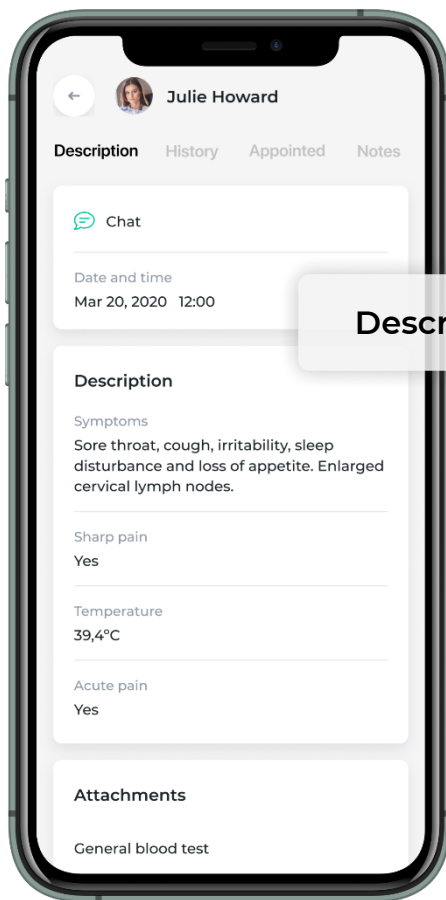 Julie Howard
Description History Appointed Notes
Chat
Date and time
Mar 20, 2020 12:00
Descr
Description
Symptoms
Sore throat, cough, irritability, sleep
disturbance and loss of appetite. Enlarged
cervical lymph nodes.
Sharp pain
Yes
Temperature
39,4°C
Acute pain
Yes
Attachments
General blood test